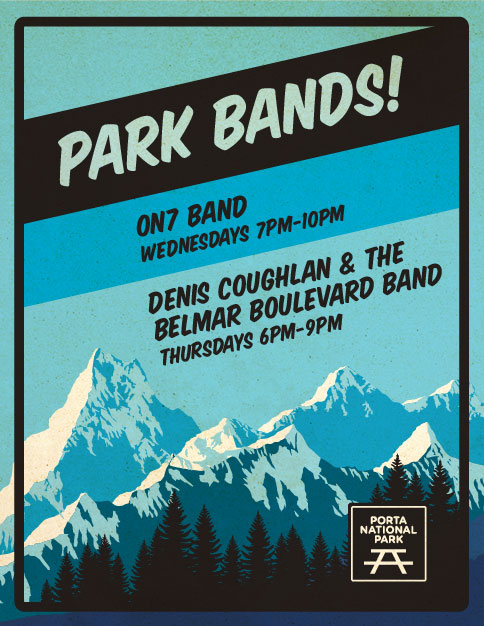 PARK BANDS!
ON7 BAND
WEDNESDAYS 7PM-10PM
DENIS COUGHLAN & THE
BELMAR BOULEVARD BAND
THURSDAYS 6PM-9PM
PORTA
NATIONAL
PARK